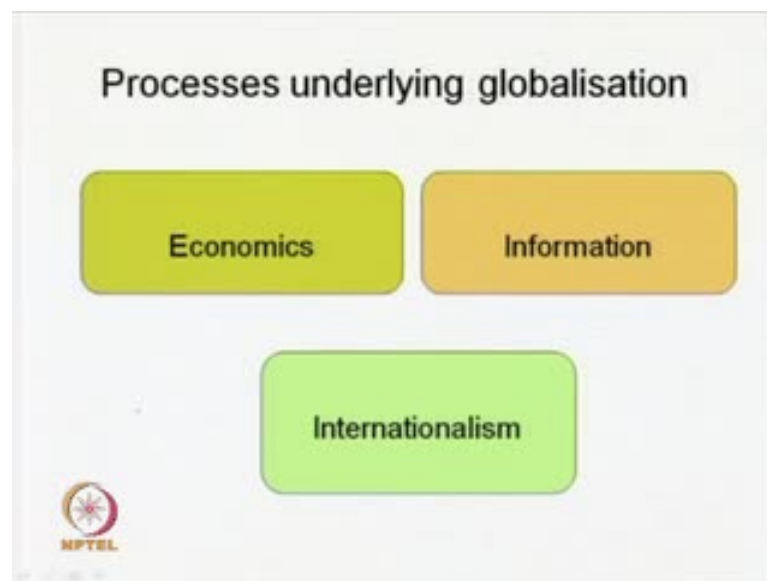 Processes underlying globalisation
Economics
Information
Internationalism
NPTEL